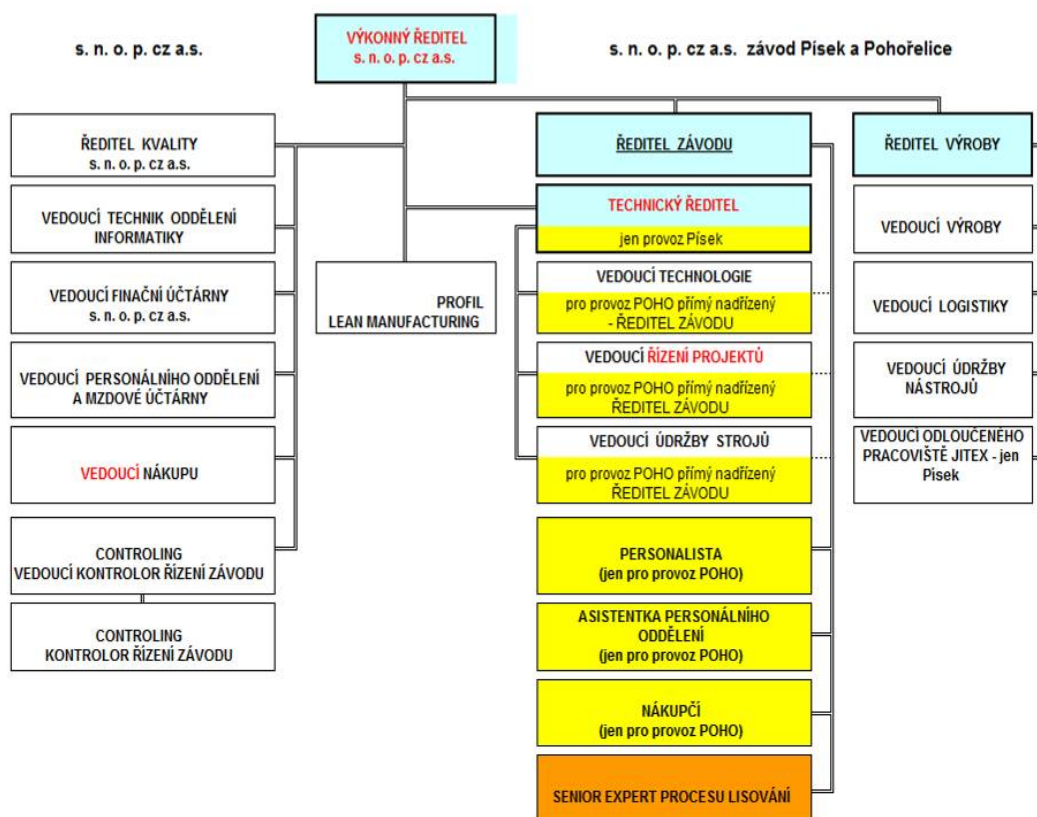 s. n. o. p. cz a.s.
VÝKONNÝ ŘEDITEL
s. n. o. p. cz a.s.
s. n. o. p. cz a.s. závod Písek a Pohořelice
ŘEDITEL KVALITY
s. n. o. p. cz a.s.
VEDOUCÍ TECHNIK ODDĚLENÍ
INFORMATIKY
VEDOUCÍ FINAČNÍ ÚČTÁRNY
s. n. o. p. cz a.s.
VEDOUCÍ PERSONÁLNÍHO ODDĚLENÍ
A MZDOVÉ ÚČTÁRNY
VEDOUCÍ NÁKUPU
CONTROLING
VEDOUCÍ KONTROLOR ŘÍZENÍ ZÁVODU
CONTROLING
KONTROLOR ŘÍZENÍ ZÁVODU
PROFIL
LEAN MANUFACTURING
ŘEDITEL ZÁVODU
TECHNICKÝ ŘEDITEL
jen provoz Písek
VEDOUCÍ TECHNOLOGIE
pro provoz POHO přímý nadřízený
- ŘEDITEL ZÁVODU
VEDOUCÍ ŘÍZENÍ PROJEKTŮ
pro provoz POHO přímý nadřízený
ŘEDITEL ZÁVODU
VEDOUCÍ ÚDRŽBY STROJŮ
pro provoz POHO přímý nadřízený
ŘEDITEL ZÁVODU
PERSONALISTA
(jen pro provoz POHO)
ASISTENTKA PERSONÁLNÍHO
ODDĚLENÍ
(jen pro provoz POHO)
NÁKUPČÍ
(jen pro provoz POHO)
SENIOR EXPERT PROCESU LISOVÁNÍ
ŘEDITEL VÝROBY
VEDOUCÍ VÝROBY
VEDOUCÍ LOGISTIKY
VEDOUCÍ ÚDRŽBY
NÁSTROJŮ
VEDOUCÍ ODLOUČENÉHO
PRACOVIŠTĚ JITEX - jen
Písek